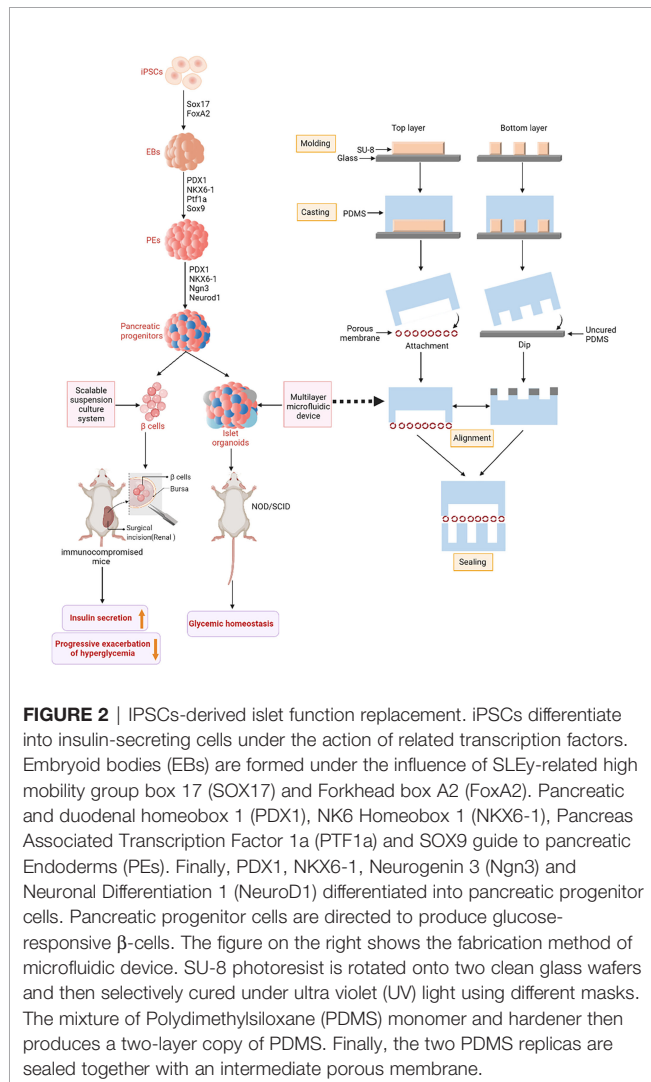 iPSCs
Sox17
FoxA2
EBs
PDX1
NKX6-1
Ptf1a
Sox9
PEs
PDX1
NKX6-1
Ngn3
Neurod1
Pancreatic
progenitors
Scalable
suspension
culture
system
β cells
Islet
organoids
Multilayer
microfluidic
device
β cells
Bursa
Surgical
incision(Renal )
immunocompromised
mice
NOD/SCID
Insulin secretion
Progressive exacerbation
of hyperglycemia
Glycemic homeostasis
Top layer
Bottom layer
Molding
SU-8
Glass
Casting
PDMS
Porous
membrane
Attachment
Dip
Uncured
PDMS
Alignment
Sealing
FIGURE 2 | IPSCs-derived islet function replacement. iPSCs differentiate
into insulin-secreting cells under the action of related transcription factors.
Embryoid bodies (EBs) are formed under the influence of SLEy-related high
mobility group box 17 (SOX17) and Forkhead box A2 (FoxA2). Pancreatic
and duodenal homeobox 1 (PDX1), NK6 Homeobox 1 (NKX6-1), Pancreas
Associated Transcription Factor 1a (PTF1a) and SOX9 guide to pancreatic
Endoderms (PEs). Finally, PDX1, NKX6-1, Neurogenin 3 (Ngn3) and
Neuronal Differentiation 1 (NeuroD1) differentiated into pancreatic progenitor
cells. Pancreatic progenitor cells are directed to produce glucose-
responsive β-cells. The figure on the right shows the fabrication method of
microfluidic device. SU-8 photoresist is rotated onto two clean glass wafers
and then selectively cured under ultra violet (UV) light using different masks.
The mixture of Polydimethylsiloxane (PDMS) monomer and hardener then
produces a two-layer copy of PDMS. Finally, the two PDMS replicas are
sealed together with an intermediate porous membrane.